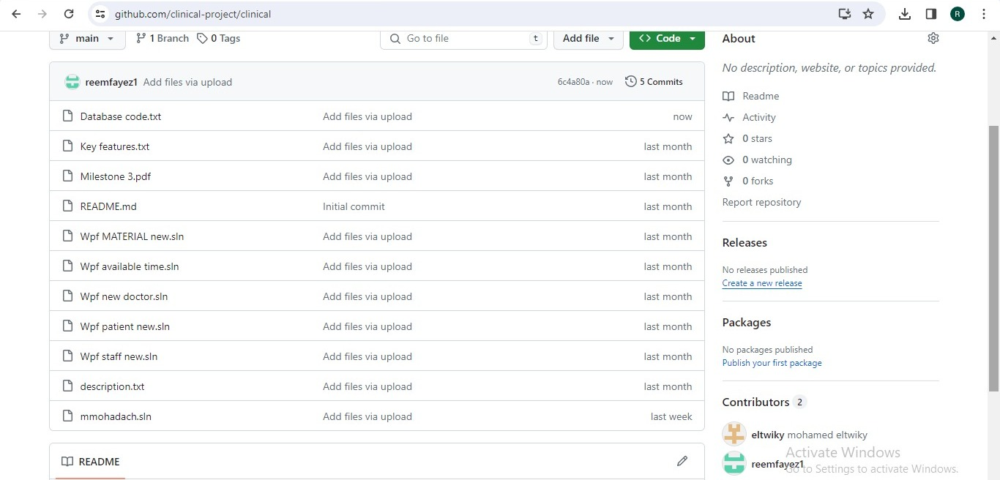 github.com/clinical-project/clinical
R
main 1 Branch 0 Tags Go to file t Add file Code
About
No description, website, or topics provided.
reemfayez1 Add files via upload 6c4a80a · now 5 Commits
Database code.txt Add files via upload now
Key features.txt Add files via upload last month
Milestone 3.pdf Add files via upload last month
README.md Initial commit last month
Wpf MATERIAL new.sln Add files via upload last month
Wpf available time.sln Add files via upload last month
Wpf new doctor.sln Add files via upload last month
Wpf patient new.sln Add files via upload last month
Wpf staff new.sln Add files via upload last month
description.txt Add files via upload last month
mmohadach.sln Add files via upload last week
README
Readme
Activity
0 stars
0 watching
0 forks
Report repository
Releases
No releases published
Create a new release
Packages
No packages published
Publish your first package
Contributors 2
eltwiky mohamed eltwiky
reemfayez1
Activate Windows
Go to Settings to activate Windows.